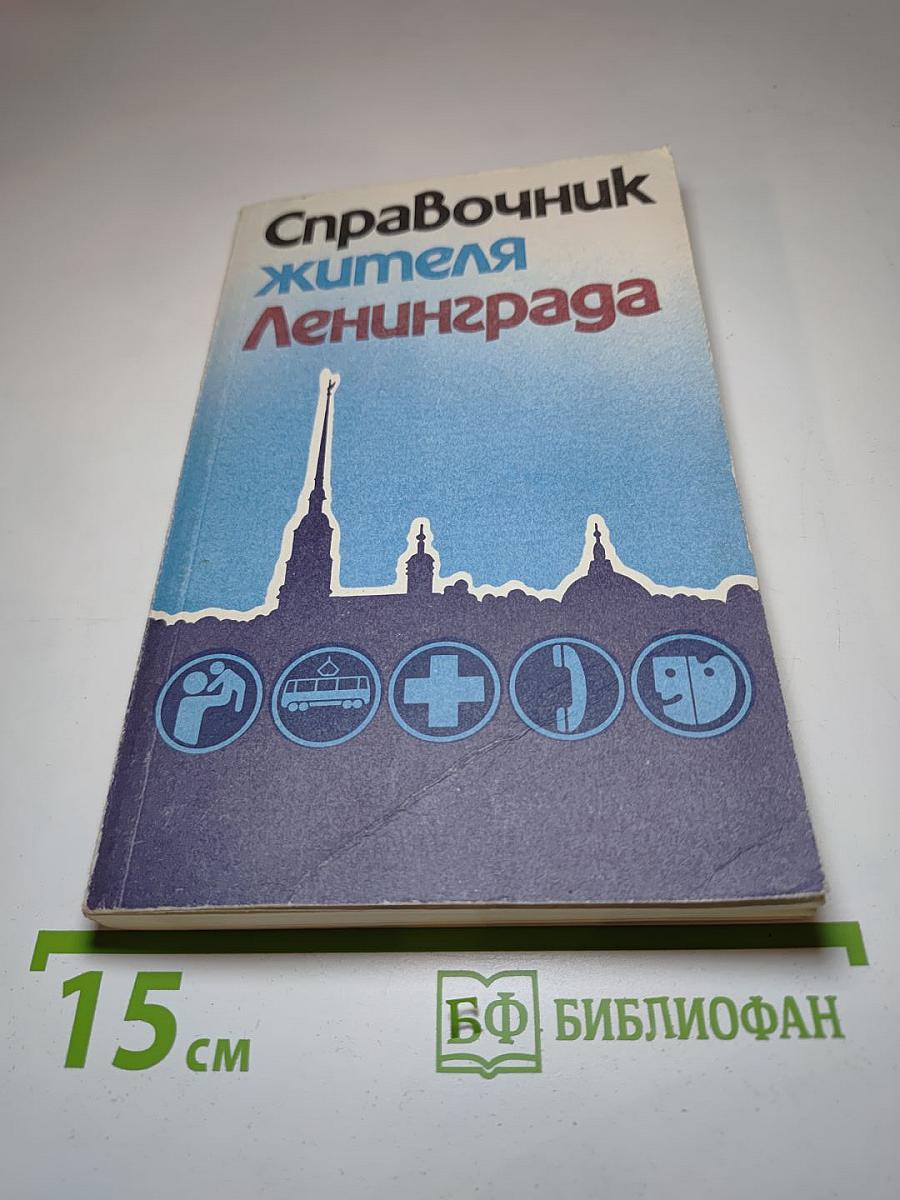 Справочник
жителя
Ленинграда
15 см
БФ БИБЛИОФАН